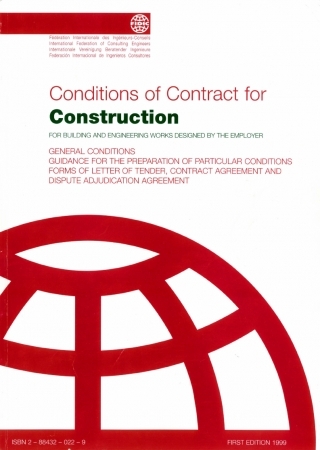 FIDIC
Fédération Internationale des Ingénieurs-Conseils
International Federation of Consulting Engineers
Internationale Vereinigung Beratender Ingenieure
Federación Internacional de Ingenieros Consultores
Conditions of Contract for
Construction
FOR BUILDING AND ENGINEERING WORKS DESIGNED BY THE EMPLOYER
GENERAL CONDITIONS
GUIDANCE FOR THE PREPARATION OF PARTICULAR CONDITIONS
FORMS OF LETTER OF TENDER, CONTRACT AGREEMENT AND
DISPUTE ADJUDICATION AGREEMENT
ISBN 2 – 88432 – 022 – 9
FIRST EDITION 1999